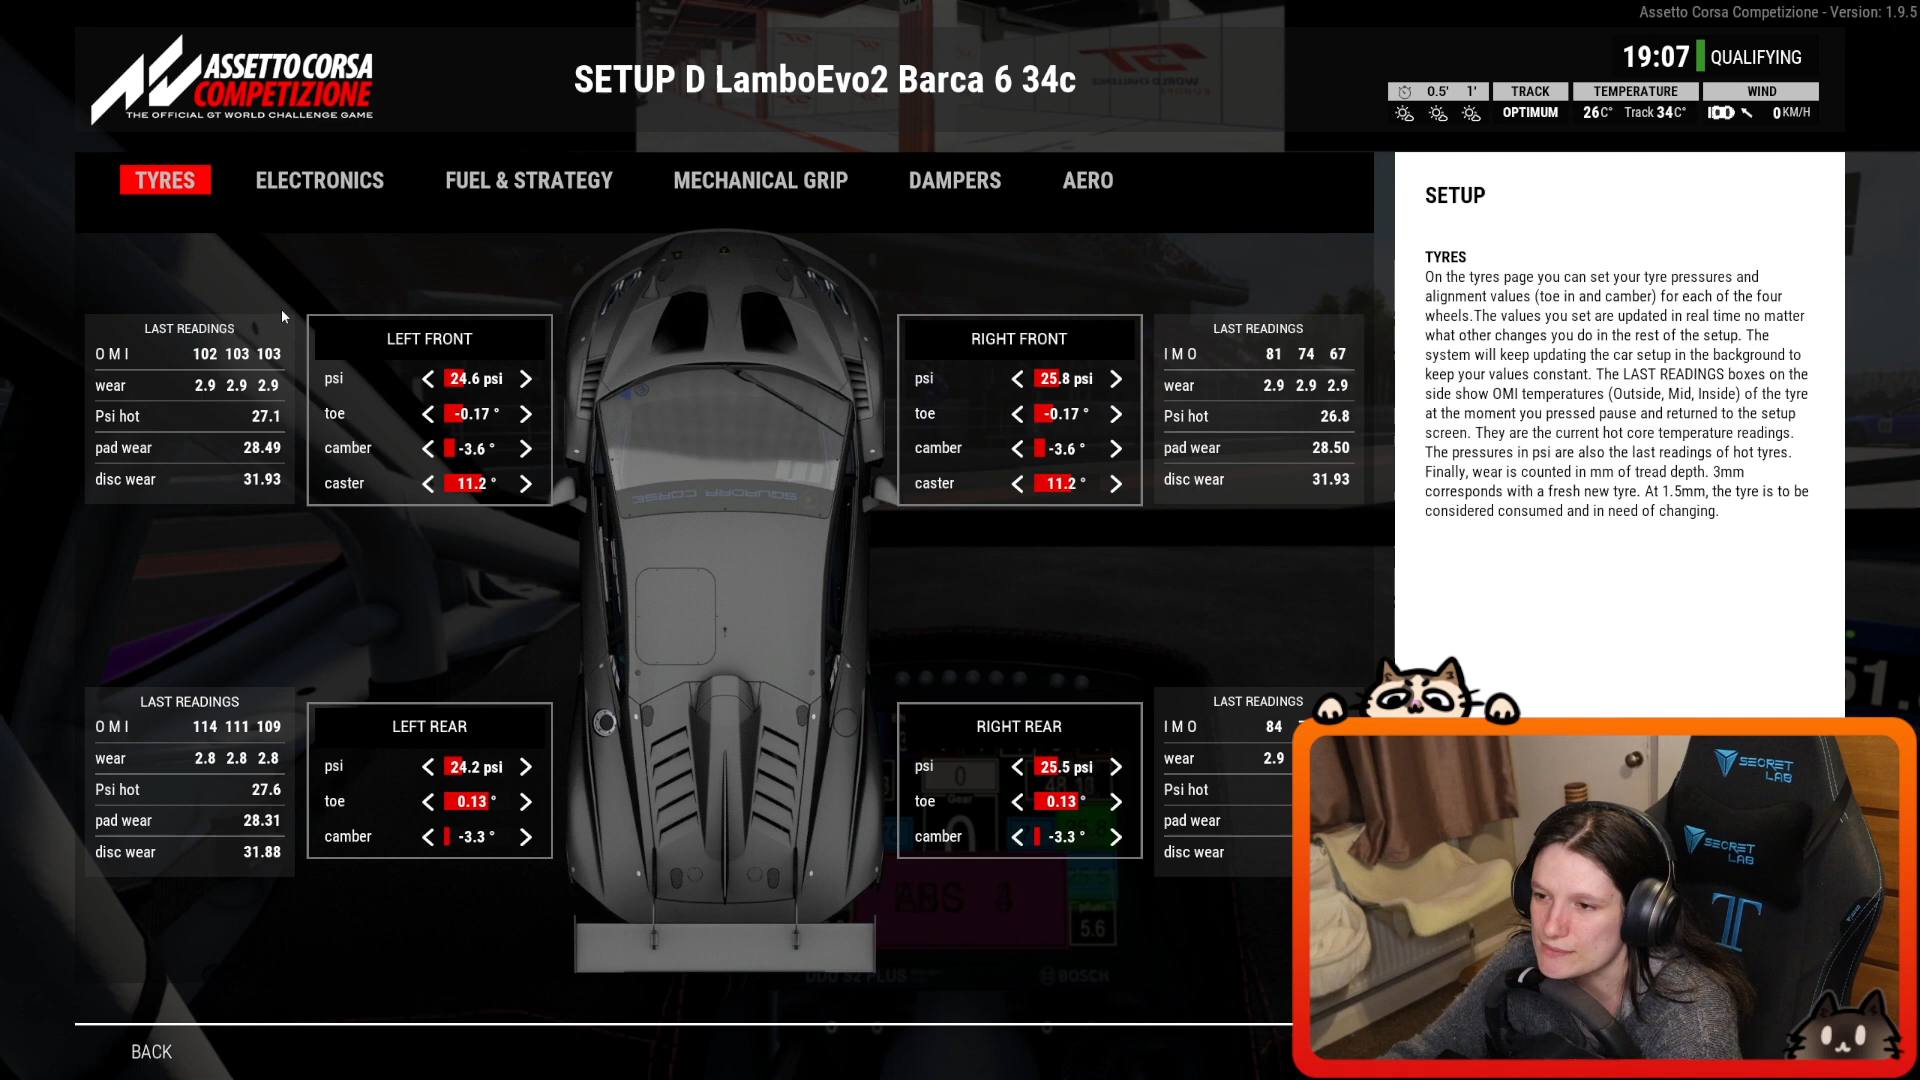 Assetto Corsa Competizione - Version: 1.9.5
ASSETTO CORSA
COMPETIZIONE
THE OFFICIAL GT WORLD CHALLENGE GAME
SETUP D LamboEvo2 Barca 6 34c
19:07 QUALIFYING
0.5' 1' TRACK TEMPERATURE WIND
OPTIMUM 26C° Track 34C° 0 KM/H
TYRES ELECTRONICS FUEL & STRATEGY MECHANICAL GRIP DAMPERS AERO
LAST READINGS
O M I 102 103 103
wear 2.9 2.9 2.9
Psi hot 27.1
pad wear 28.49
disc wear 31.93
LEFT FRONT
psi 24.6 psi
toe -0.17 °
camber -3.6 °
caster 11.2 °
RIGHT FRONT
psi 25.8 psi
toe -0.17 °
camber -3.6 °
caster 11.2 °
LAST READINGS
I M O 81 74 67
wear 2.9 2.9 2.9
Psi hot 26.8
pad wear 28.50
disc wear 31.93
SQUADRA CORSE
LAST READINGS
O M I 114 111 109
wear 2.8 2.8 2.8
Psi hot 27.6
pad wear 28.31
disc wear 31.88
LEFT REAR
psi 24.2 psi
toe 0.13 °
camber -3.3 °
RIGHT REAR
psi 25.5 psi
toe 0.13 °
camber -3.3 °
LAST READINGS
I M O 84
wear 2.9
Psi hot
pad wear
disc wear
0
Gear
ABS
5.6
DDU S2 PLUS
BOSCH
51.
SETUP
TYRES
On the tyres page you can set your tyre pressures and
alignment values (toe in and camber) for each of the four
wheels.The values you set are updated in real time no matter
what other changes you do in the rest of the setup. The
system will keep updating the car setup in the background to
keep your values constant. The LAST READINGS boxes on the
side show OMI temperatures (Outside, Mid, Inside) of the tyre
at the moment you pressed pause and returned to the setup
screen. They are the current hot core temperature readings.
The pressures in psi are also the last readings of hot tyres.
Finally, wear is counted in mm of tread depth. 3mm
corresponds with a fresh new tyre. At 1.5mm, the tyre is to be
considered consumed and in need of changing.
SECRET
LAB
SECRET
LAB
BACK